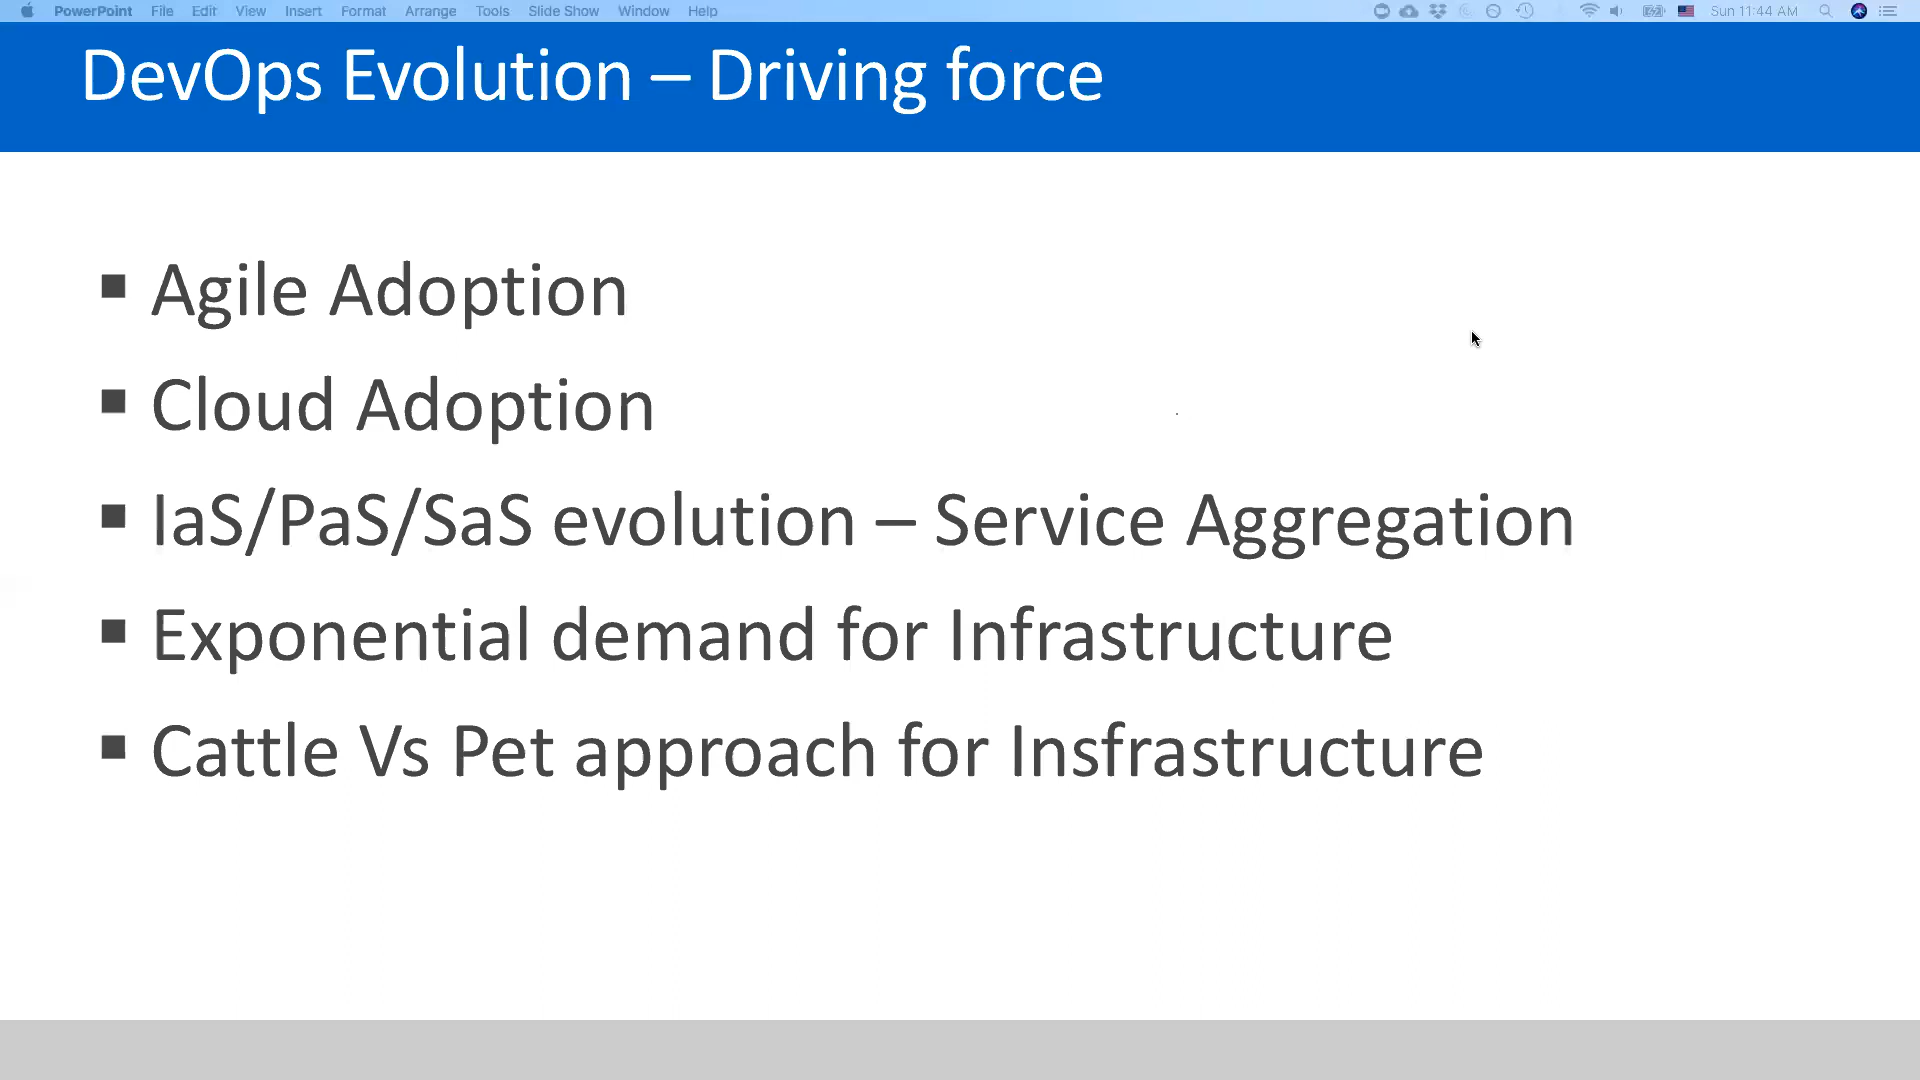 PowerPoint File Edit View Insert Format Arrange Tools Slide Show Window Help Sun 11:44 AM
DevOps Evolution – Driving force
▪ Agile Adoption
▪ Cloud Adoption
▪ IaS/PaS/SaS evolution – Service Aggregation
▪ Exponential demand for Infrastructure
▪ Cattle Vs Pet approach for Insfrastructure